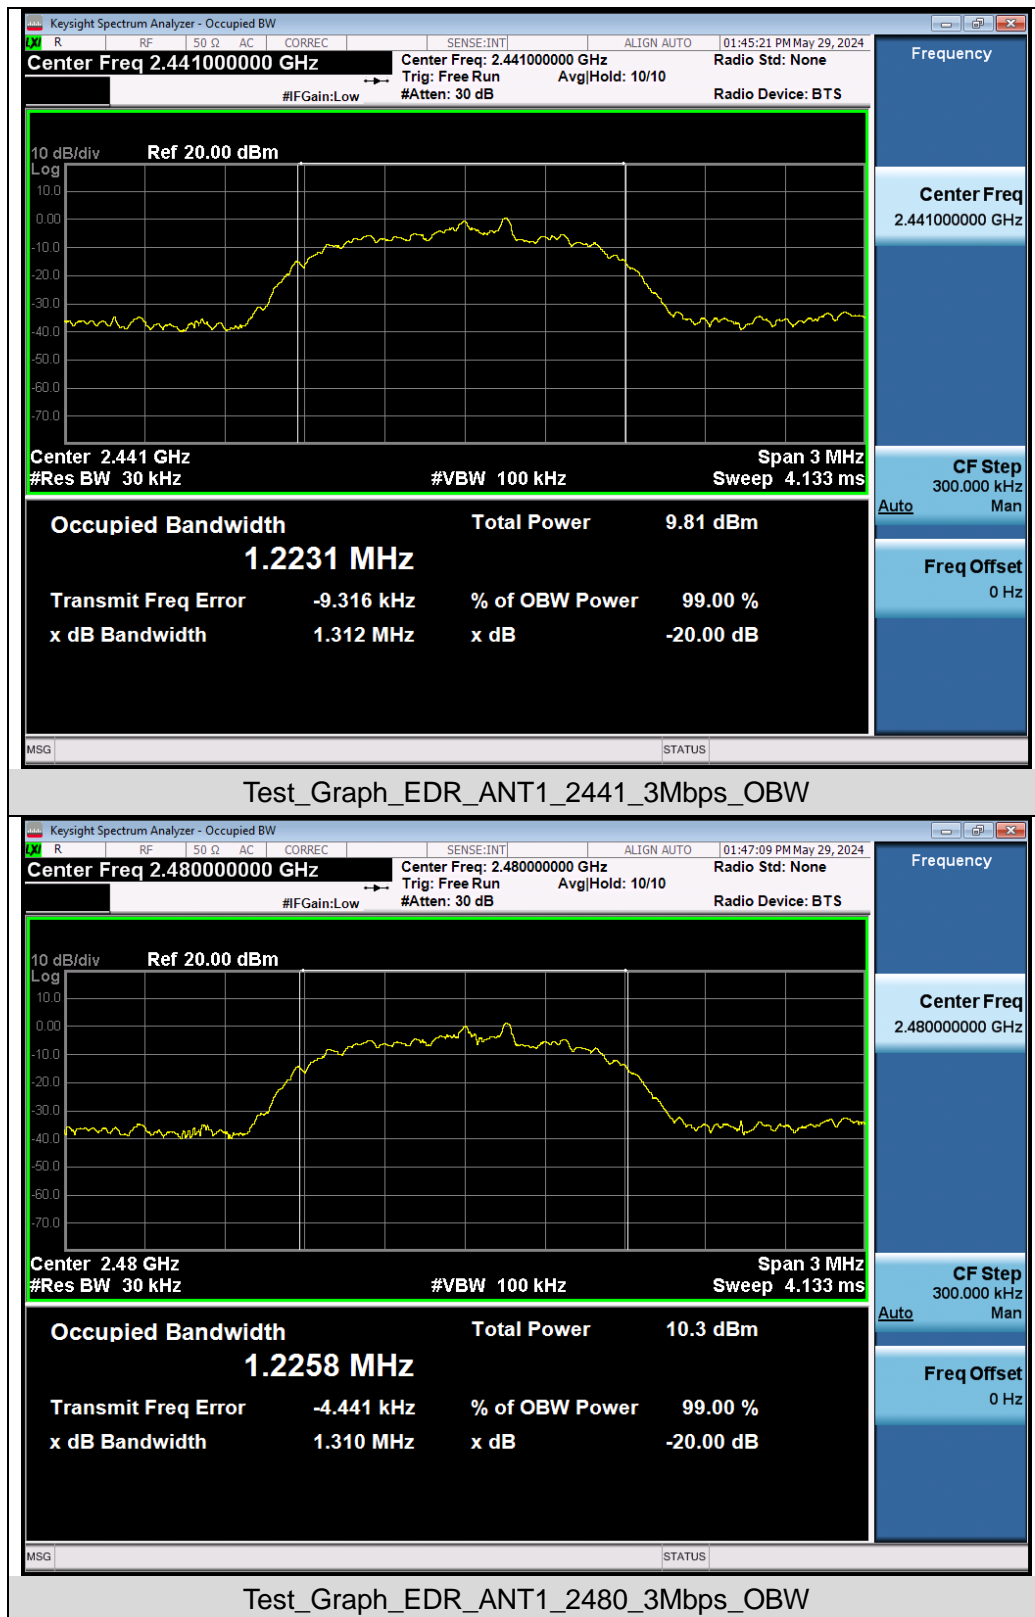 Keysight Spectrum Analyzer - Occupied BW
LXI R RF 50 Ω AC CORREC SENSE:INT ALIGN AUTO 01:45:21 PM May 29, 2024
Center Freq 2.441000000 GHz
Center Freq: 2.441000000 GHz
Radio Std: None
Trig: Free Run Avg|Hold: 10/10
#IFGain:Low
#Atten: 30 dB
Radio Device: BTS
10 dB/div Ref 20.00 dBm
Log
10.0
0.00
-10.0
-20.0
-30.0
-40.0
-50.0
-60.0
-70.0
Center 2.441 GHz
Span 3 MHz
#Res BW 30 kHz
#VBW 100 kHz
Sweep 4.133 ms
Occupied Bandwidth
Total Power 9.81 dBm
1.2231 MHz
Transmit Freq Error -9.316 kHz % of OBW Power 99.00 %
x dB Bandwidth 1.312 MHz x dB -20.00 dB
MSG
STATUS
Frequency
Center Freq
2.441000000 GHz
CF Step
300.000 kHz
Auto Man
Freq Offset
0 Hz
Test_Graph_EDR_ANT1_2441_3Mbps_OBW
Keysight Spectrum Analyzer - Occupied BW
LXI R RF 50 Ω AC CORREC SENSE:INT ALIGN AUTO 01:47:09 PM May 29, 2024
Center Freq 2.480000000 GHz
Center Freq: 2.480000000 GHz
Radio Std: None
Trig: Free Run Avg|Hold: 10/10
#IFGain:Low
#Atten: 30 dB
Radio Device: BTS
10 dB/div Ref 20.00 dBm
Log
10.0
0.00
-10.0
-20.0
-30.0
-40.0
-50.0
-60.0
-70.0
Center 2.48 GHz
Span 3 MHz
#Res BW 30 kHz
#VBW 100 kHz
Sweep 4.133 ms
Occupied Bandwidth
Total Power 10.3 dBm
1.2258 MHz
Transmit Freq Error -4.441 kHz % of OBW Power 99.00 %
x dB Bandwidth 1.310 MHz x dB -20.00 dB
MSG
STATUS
Frequency
Center Freq
2.480000000 GHz
CF Step
300.000 kHz
Auto Man
Freq Offset
0 Hz
Test_Graph_EDR_ANT1_2480_3Mbps_OBW